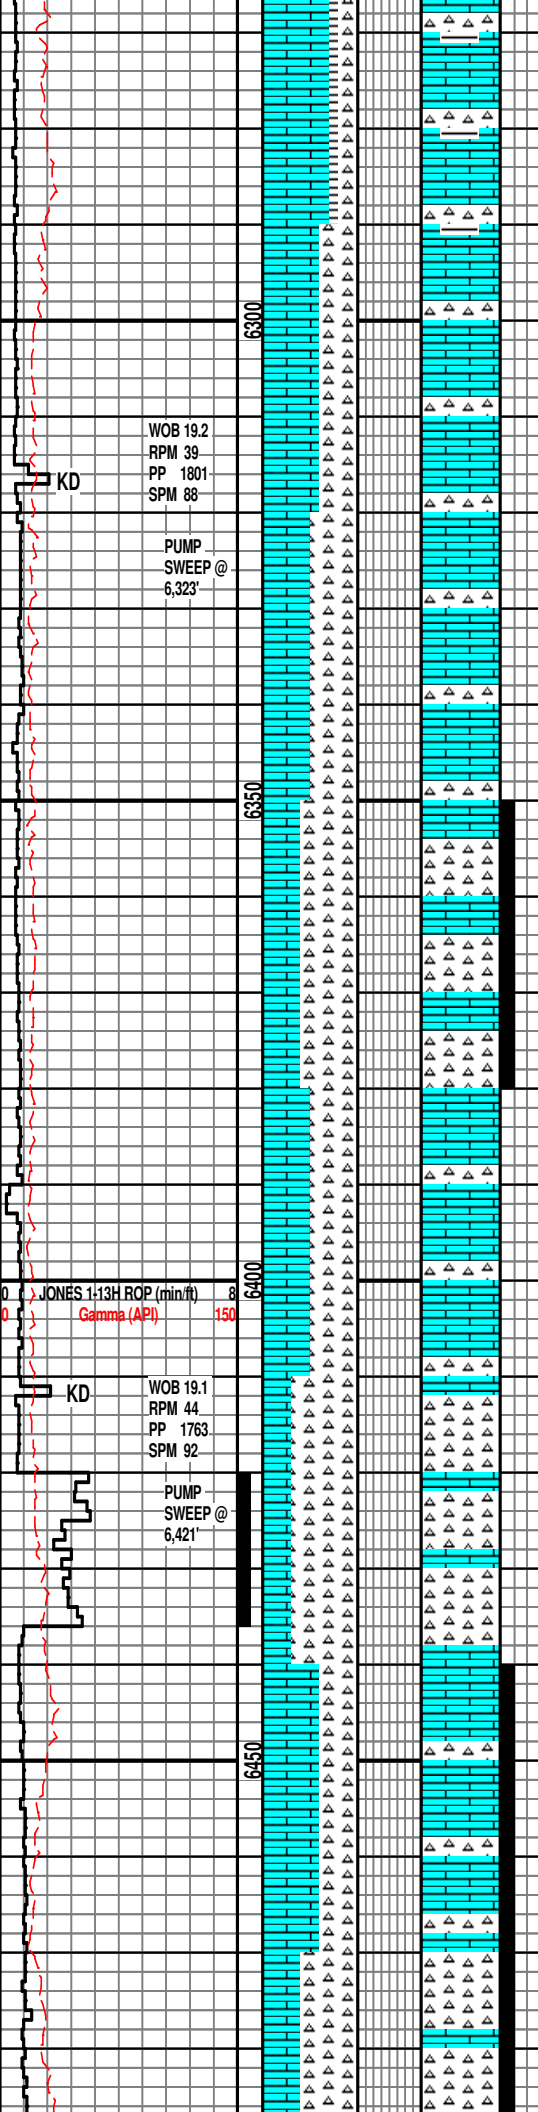 6300
WOB 19.2
RPM 39
PP 1801
SPM 88
KD
PUMP
SWEEP @
6,323'
6350
6400
0 JONES 1-13H ROP (min/ft) 8
0 Gamma (API) 150
WOB 19.1
RPM 44
PP 1763
SPM 92
KD
PUMP
SWEEP @
6,421'
6450